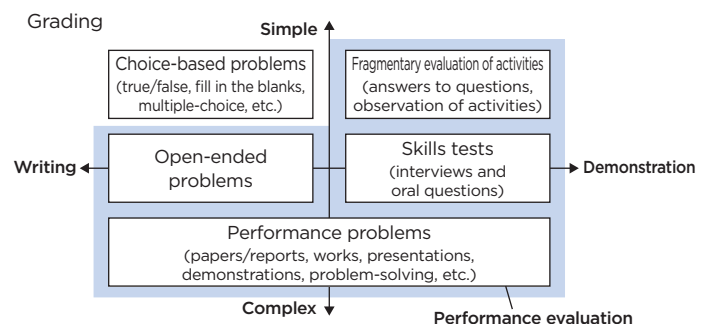 Grading
Simple
Choice-based problems
(true/false, fill in the blanks,
multiple-choice, etc.)
Fragmentary evaluation of activities
(answers to questions,
observation of activities)
Writing
Open-ended
problems
Skills tests
(interviews and
oral questions)
Demonstration
Performance problems
(papers/reports, works, presentations,
demonstrations, problem-solving, etc.)
Complex
Performance evaluation